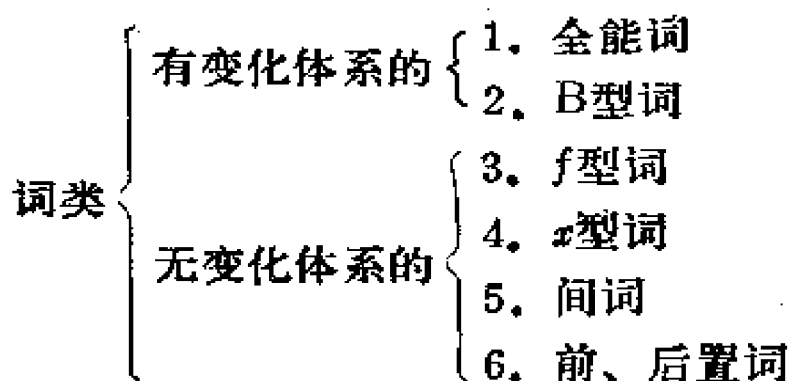 词类
有变化体系的
1. 全能词
2. B型词
无变化体系的
3. f型词
4. x型词
5. 间词
6. 前、后置词